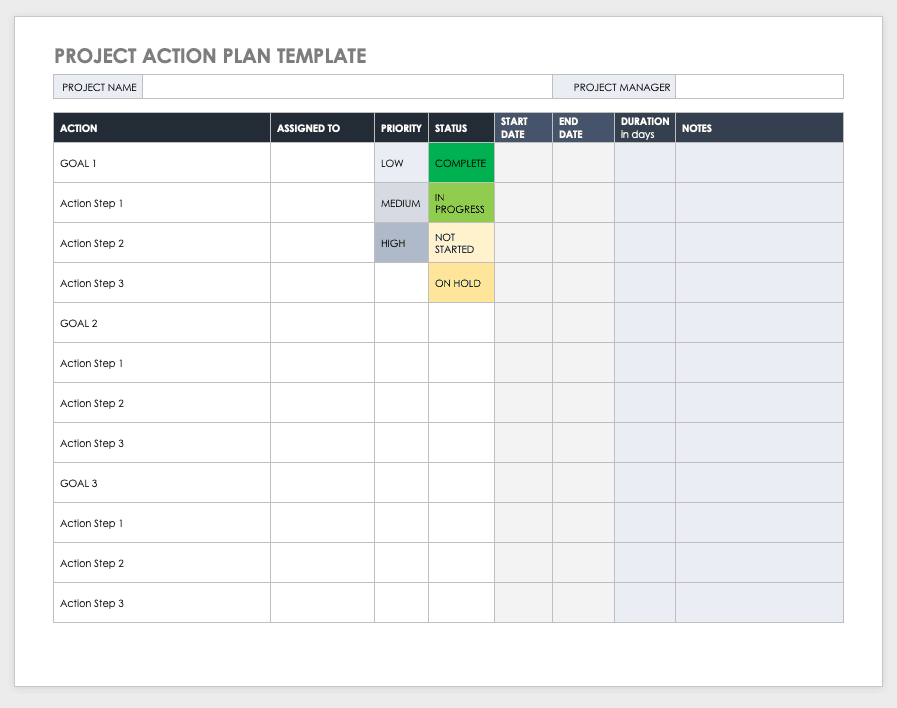 PROJECT ACTION PLAN TEMPLATE
PROJECT NAME PROJECT MANAGER
ACTION ASSIGNED TO PRIORITY STATUS START DATE END DATE DURATION in days NOTES
GOAL 1 LOW COMPLETE
Action Step 1 MEDIUM IN PROGRESS
Action Step 2 HIGH NOT STARTED
Action Step 3 ON HOLD
GOAL 2
Action Step 1
Action Step 2
Action Step 3
GOAL 3
Action Step 1
Action Step 2
Action Step 3